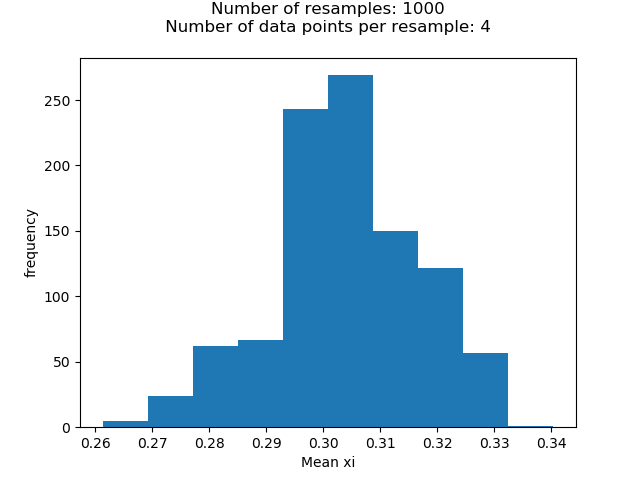 Number of resamples: 1000
Number of data points per resample: 4
250
200
150
100
50
0
frequency
0.26 0.27 0.28 0.29 0.30 0.31 0.32 0.33 0.34
Mean xi